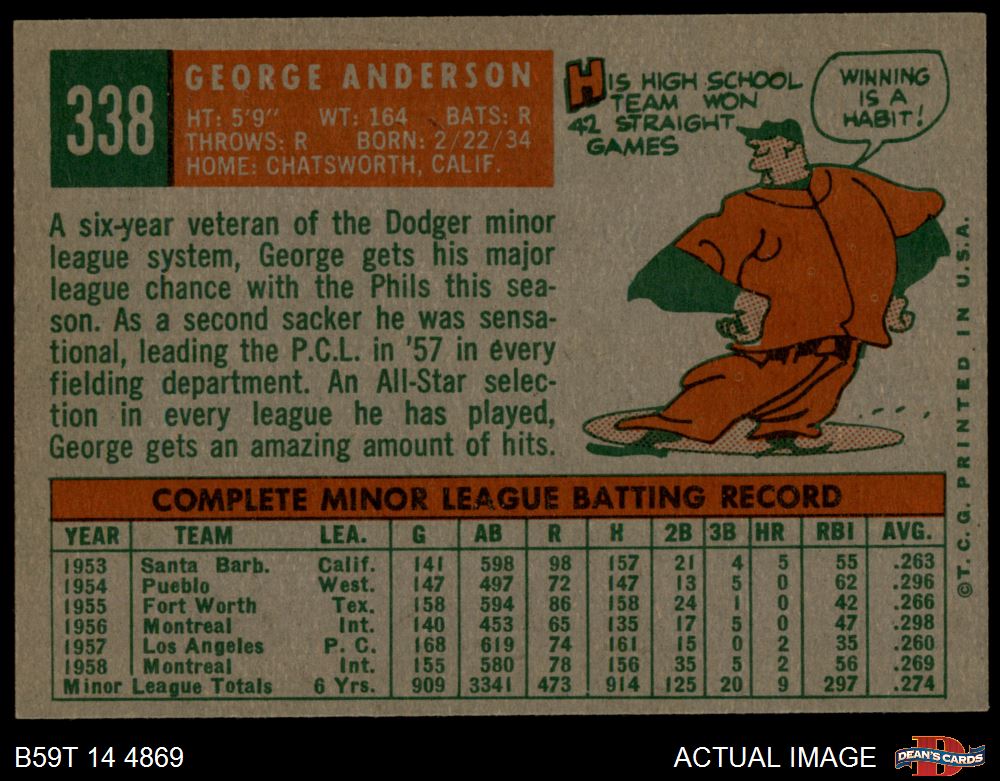 338
GEORGE ANDERSON
HT: 5'9" WT: 164 BATS: R
THROWS: R BORN: 2/22/34
HOME: CHATSWORTH, CALIF.
HIS HIGH SCHOOL
TEAM WON
42 STRAIGHT
GAMES
WINNING
IS A
HABIT!
A six-year veteran of the Dodger minor
league system, George gets his major
league chance with the Phils this sea-
son. As a second sacker he was sensa-
tional, leading the P.C.L. in '57 in every
fielding department. An All-Star selec-
tion in every league he has played,
George gets an amazing amount of hits.
COMPLETE MINOR LEAGUE BATTING RECORD
YEAR TEAM LEA. G AB R H 2B 3B HR RBI AVG.
1953 Santa Barb. Calif. 141 598 98 157 21 4 5 55 .263
1954 Pueblo West. 147 497 72 147 13 5 0 62 .296
1955 Fort Worth Tex. 158 594 86 158 24 1 0 42 .266
1956 Montreal Int. 140 453 65 135 17 5 0 47 .298
1957 Los Angeles P. C. 168 619 74 161 15 0 2 35 .260
1958 Montreal Int. 155 580 78 156 35 5 2 56 .269
Minor League Totals 6 Yrs. 909 3341 473 914 125 20 9 297 .274
©T. C. G. PRINTED IN U.S.A.
B59T 14 4869
ACTUAL IMAGE
D
DEAN'S CARDS